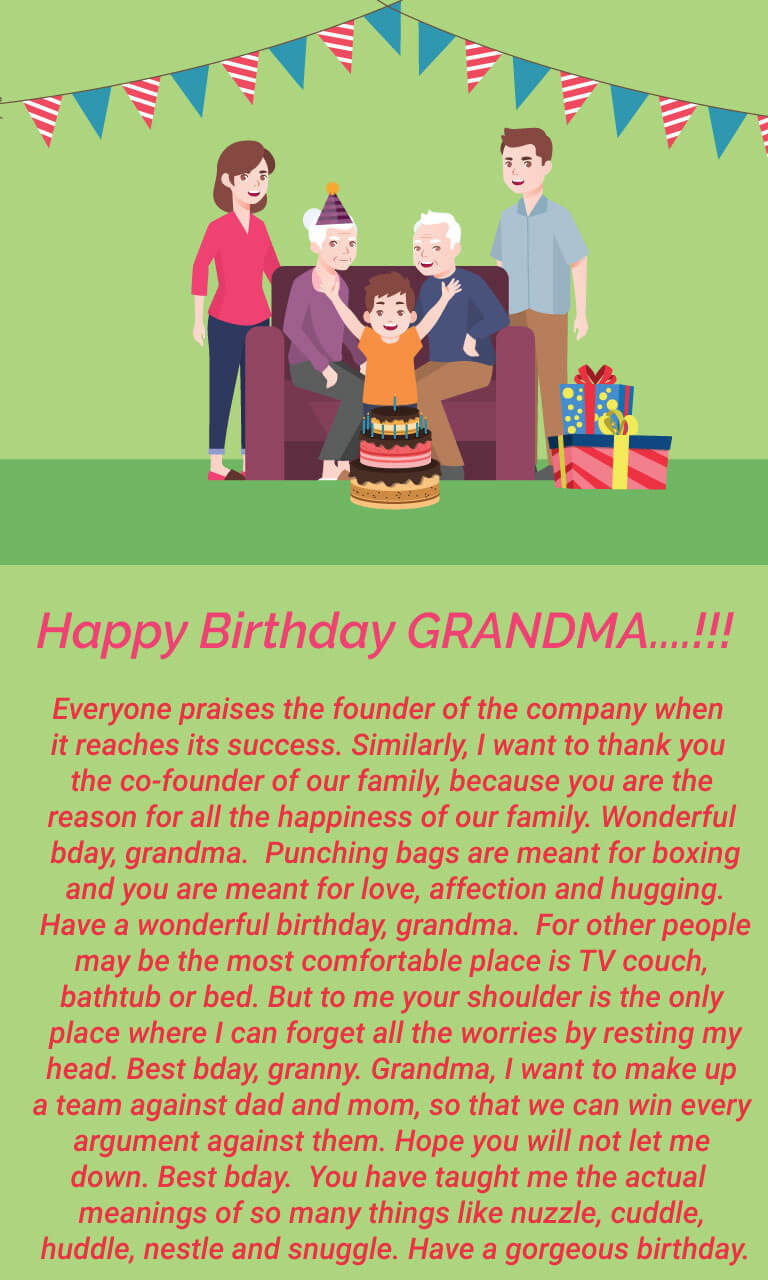 Happy Birthday GRANDMA....!!!
Everyone praises the founder of the company when
it reaches its success. Similarly, I want to thank you
the co-founder of our family, because you are the
reason for all the happiness of our family. Wonderful
bday, grandma. Punching bags are meant for boxing
and you are meant for love, affection and hugging.
Have a wonderful birthday, grandma. For other people
may be the most comfortable place is TV couch,
bathtub or bed. But to me your shoulder is the only
place where I can forget all the worries by resting my
head. Best bday, granny. Grandma, I want to make up
a team against dad and mom, so that we can win every
argument against them. Hope you will not let me
down. Best bday. You have taught me the actual
meanings of so many things like nuzzle, cuddle,
huddle, nestle and snuggle. Have a gorgeous birthday.